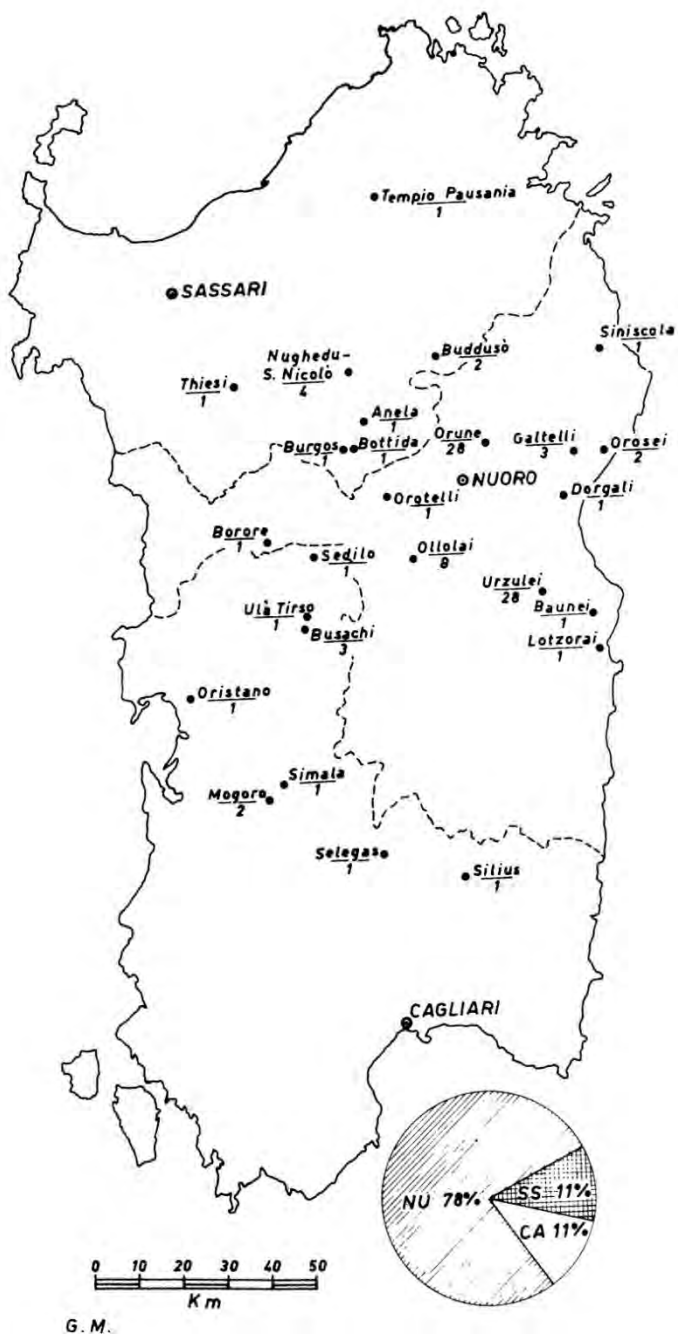 Tempio Pausania
1
SASSARI
Siniscola
1
Buddusò
2
Nughedu-
S. Nicolò
4
Thiesi
1
Anela
1
Orune
28
Galtelli
3
Orosei
2
Burgos
1
Bottida
1
NUORO
Orotelli
1
Dorgali
1
Borore
1
Sedilo
1
Ollolai
8
Urzulei
28
Baunei
1
Ulà Tirso
1
Busachi
3
Lotzorai
1
Oristano
1
Simala
1
Mogoro
2
Selegas
1
Silius
1
CAGLIARI
NU 78%
SS 11%
CA 11%
0 10 20 30 40 50
Km
G.M.